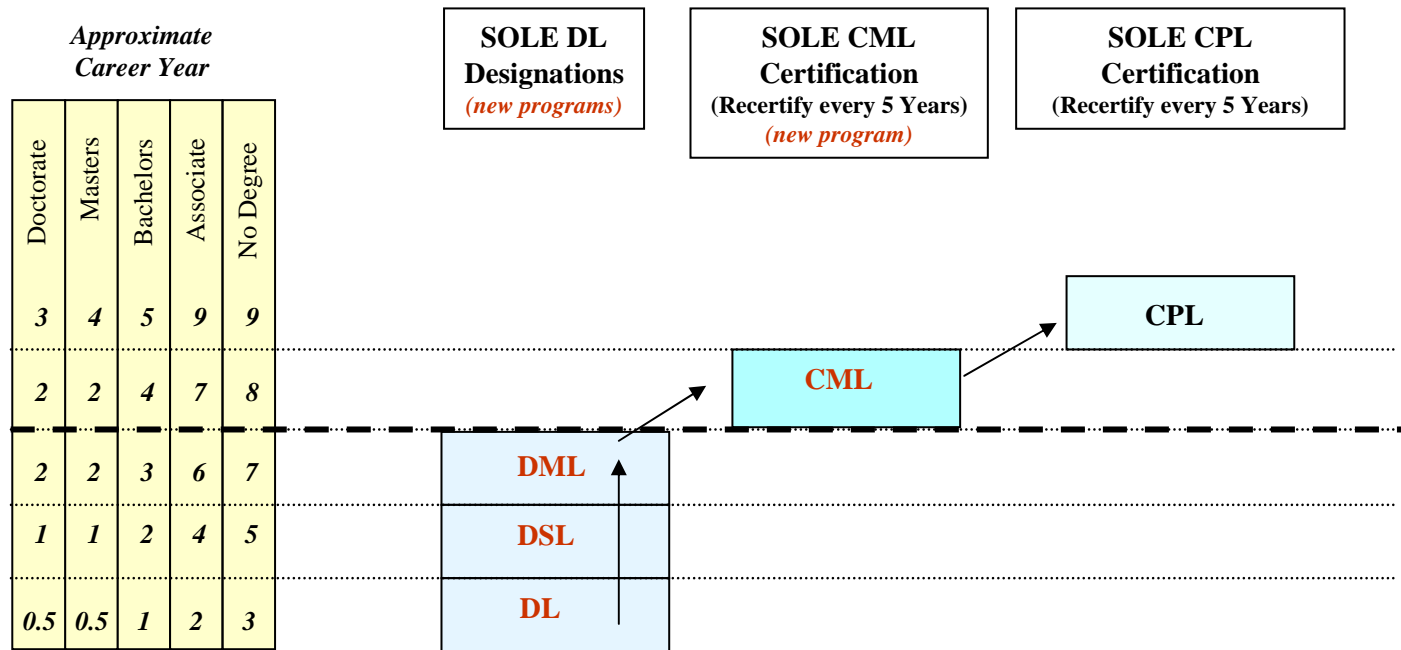 Approximate
Career Year
SOLE DL
Designations
(new programs)
SOLE CML
Certification
(Recertify every 5 Years)
(new program)
SOLE CPL
Certification
(Recertify every 5 Years)
Doctorate
Masters
Bachelors
Associate
No Degree
3 4 5 9 9
CPL
2 2 4 7 8
CML
2 2 3 6 7
DML
1 1 2 4 5
DSL
0.5 0.5 1 2 3
DL